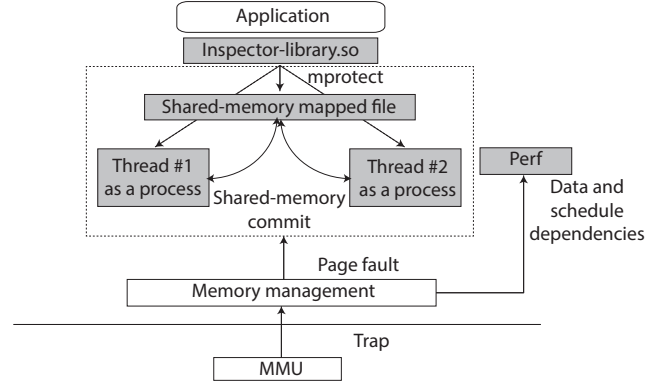 Application
Inspector-library.so
mprotect
Shared-memory mapped file
Thread #1
as a process
Thread #2
as a process
Perf
Shared-memory
commit
Data and
schedule
dependencies
Page fault
Memory management
Trap
MMU